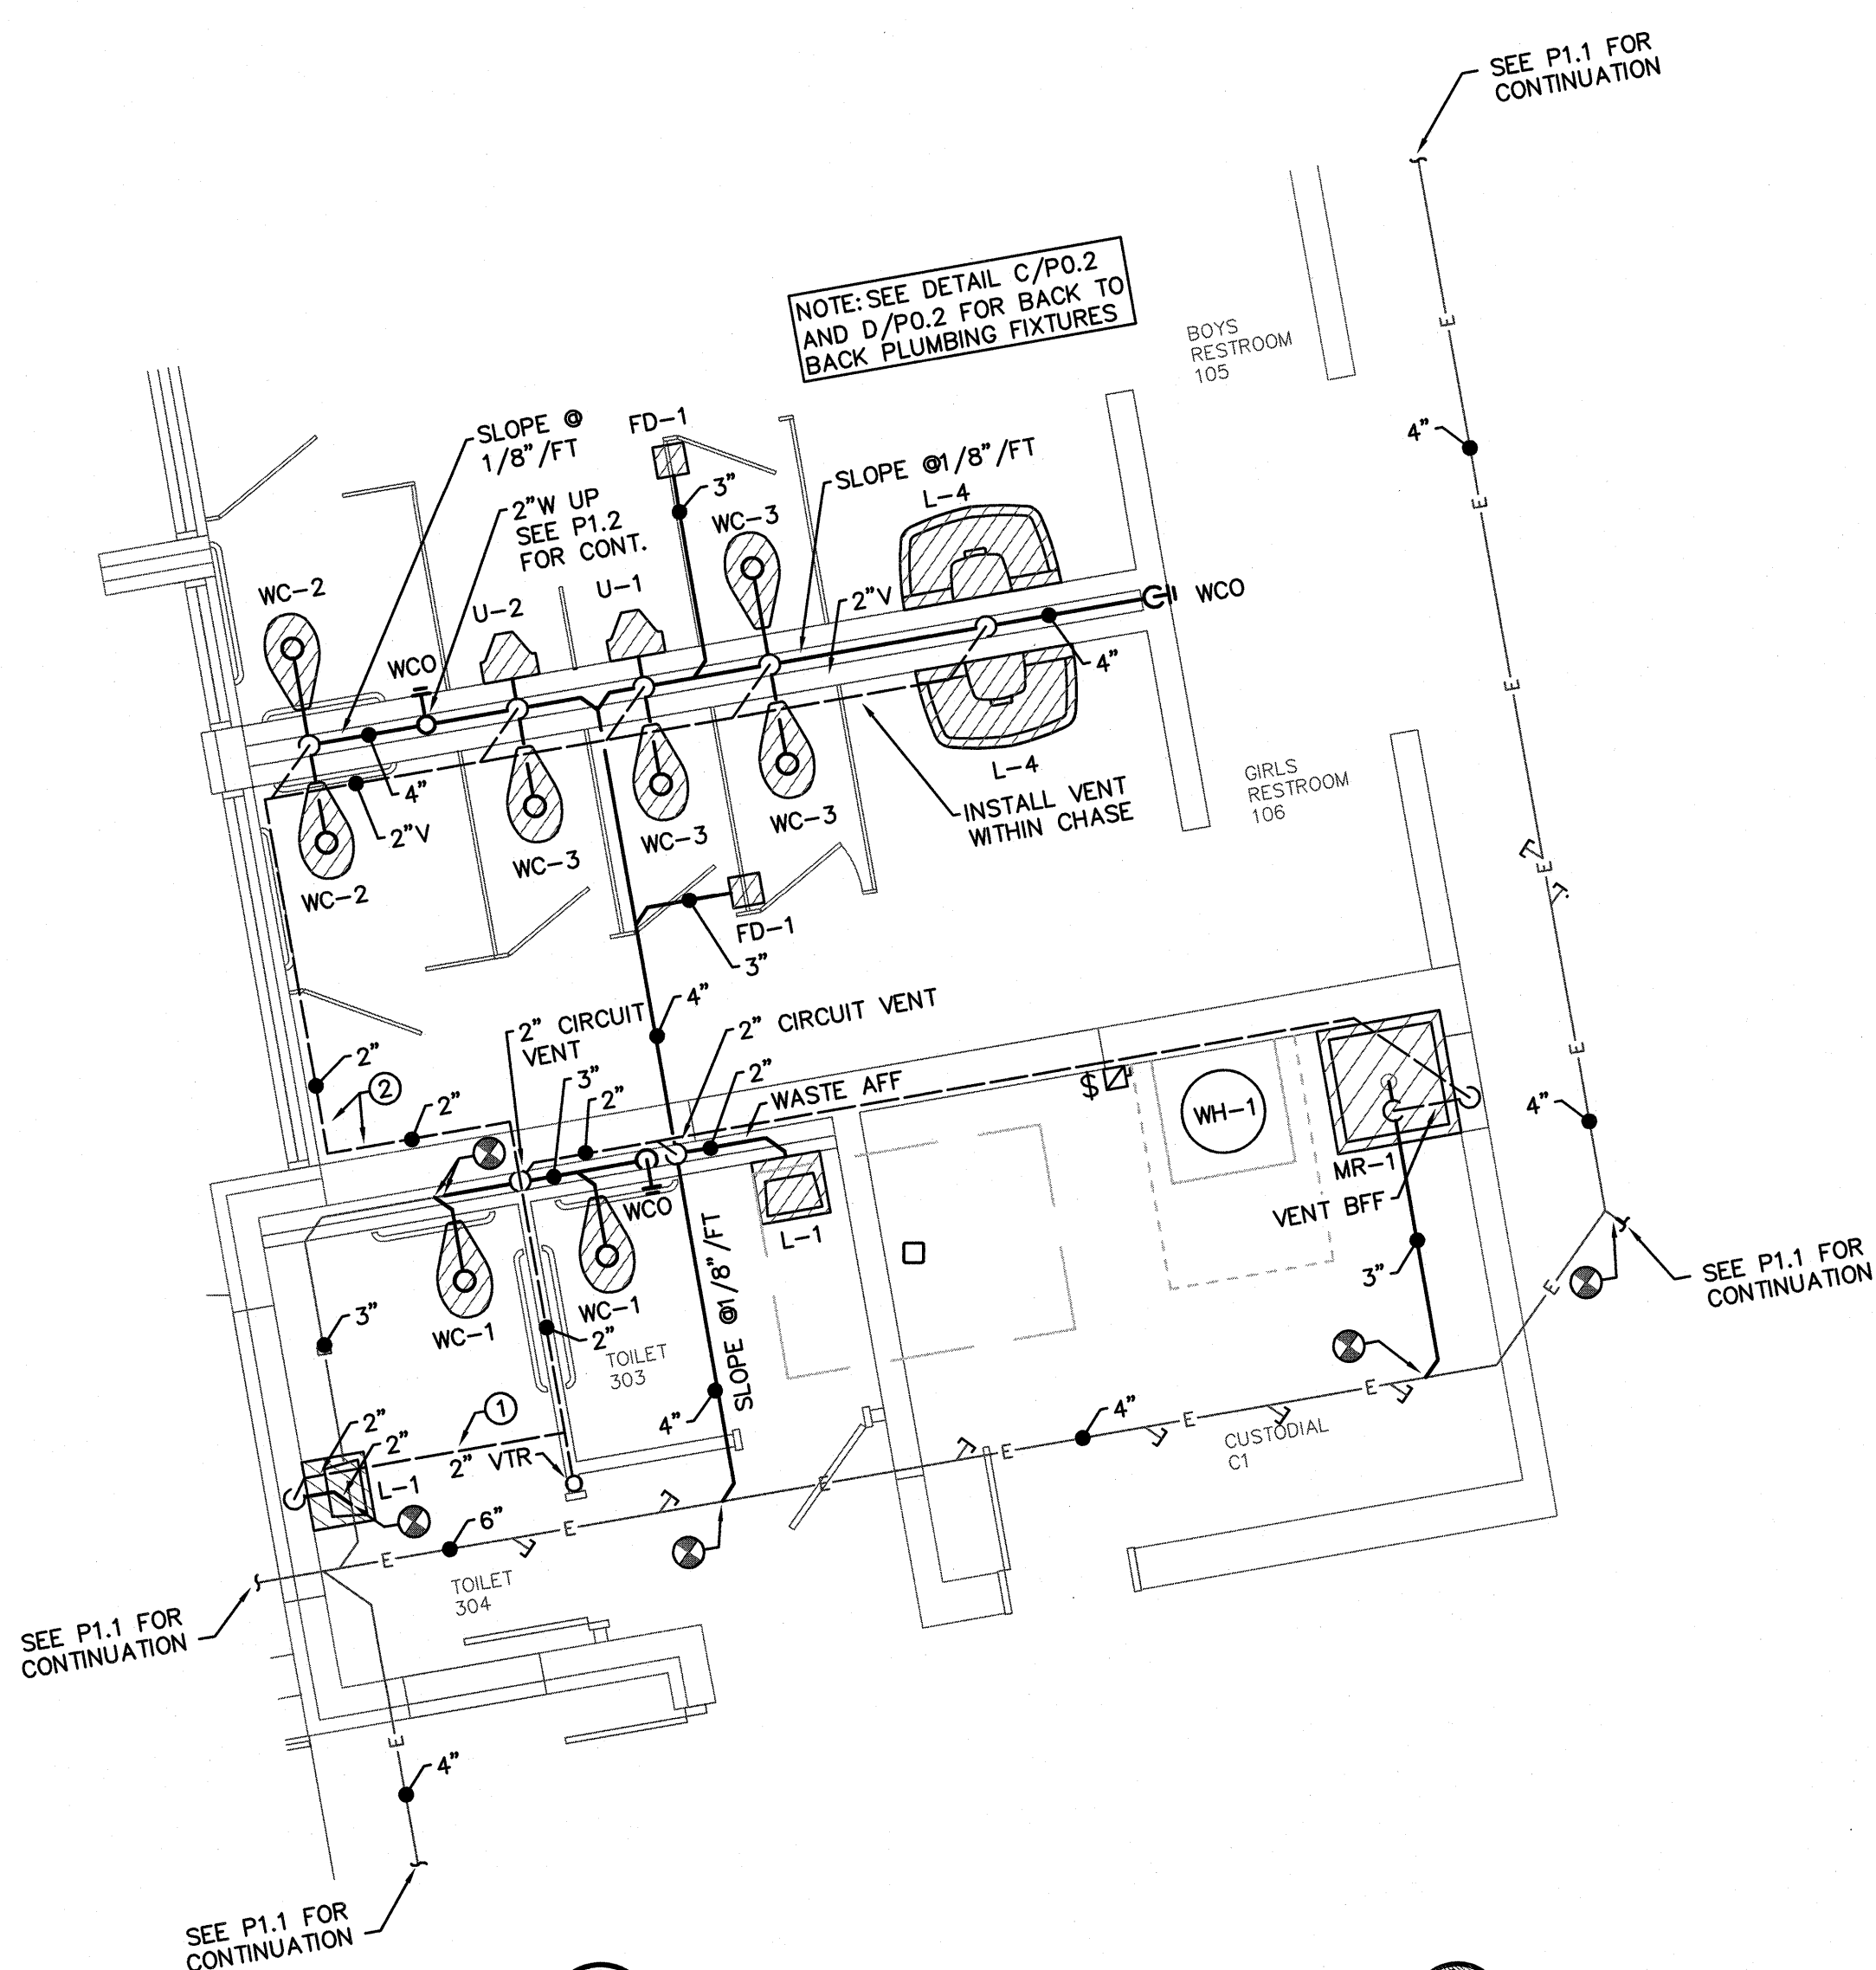 SEE P1.1 FOR
CONTINUATION
NOTE: SEE DETAIL C/P0.2
AND D/P0.2 FOR BACK TO
BACK PLUMBING FIXTURES
BOYS
RESTROOM
105
E
4"
E
SLOPE @
1/8"/FT
FD-1
3"
SLOPE @1/8"/FT
L-4
2"W UP
SEE P1.2
FOR CONT.
WC-3
WC-2
U-2
U-1
2"V
WCO
WCO
4"
E
L-4
GIRLS
RESTROOM
106
4"
2"V
INSTALL VENT
WITHIN CHASE
WC-3
WC-3
WC-3
WC-2
E
FD-1
3"
4"
2" CIRCUIT
VENT
2" CIRCUIT VENT
2"
2
2"
3"
2"
2"
WASTE AFF
$
WH-1
E
4"
MR-1
VENT BFF
WCO
L-1
SLOPE @1/8"/FT
WC-1
WC-1
3"
2"
TOILET
303
3"
E
SEE P1.1 FOR
CONTINUATION
2"
2"
1
2" VTR
L-1
4"
E
E
4"
E
E
CUSTODIAL
C1
6"
E
E
TOILET
304
SEE P1.1 FOR
CONTINUATION
E
4"
SEE P1.1 FOR
CONTINUATION